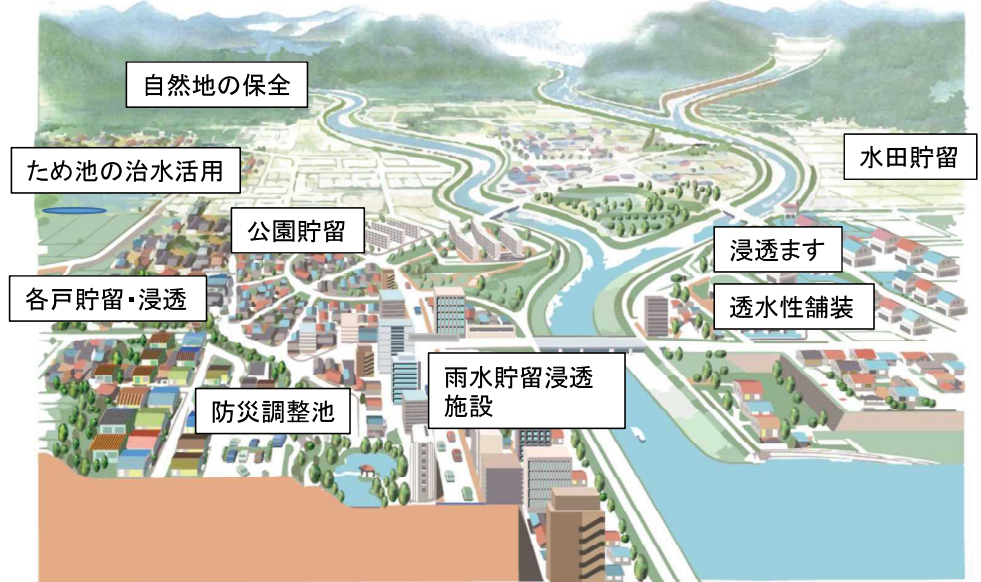 自然地の保全
ため池の治水活用
水田貯留
公園貯留
浸透ます
各戸貯留・浸透
透水性舗装
雨水貯留浸透
施設
防災調整池